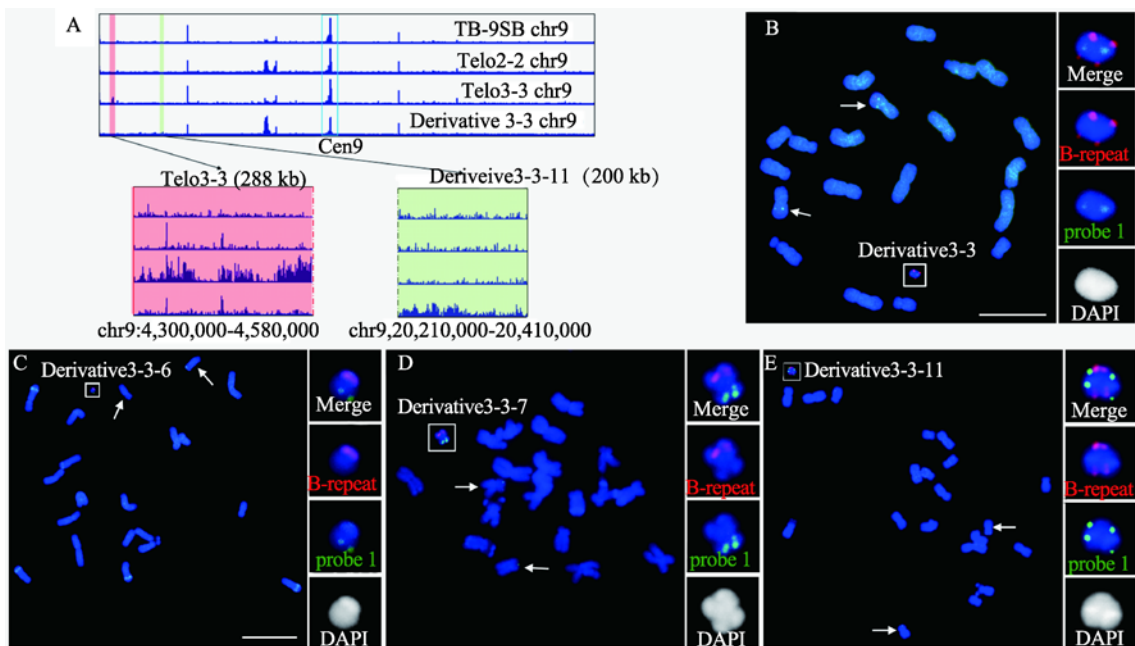 A
TB-9SB chr9
Telo2-2 chr9
Telo3-3 chr9
Derivative 3-3 chr9
Cen9
Telo3-3 (288 kb)
Deriveive3-3-11 (200 kb)
chr9:4,300,000-4,580,000
chr9,20,210,000-20,410,000
B
Derivative3-3
Merge
B-repeat
probe 1
DAPI
C
Derivative3-3-6
Merge
B-repeat
probe 1
DAPI
D
Derivative3-3-7
Merge
B-repeat
probe 1
DAPI
E
Derivative3-3-11
Merge
B-repeat
probe 1
DAPI